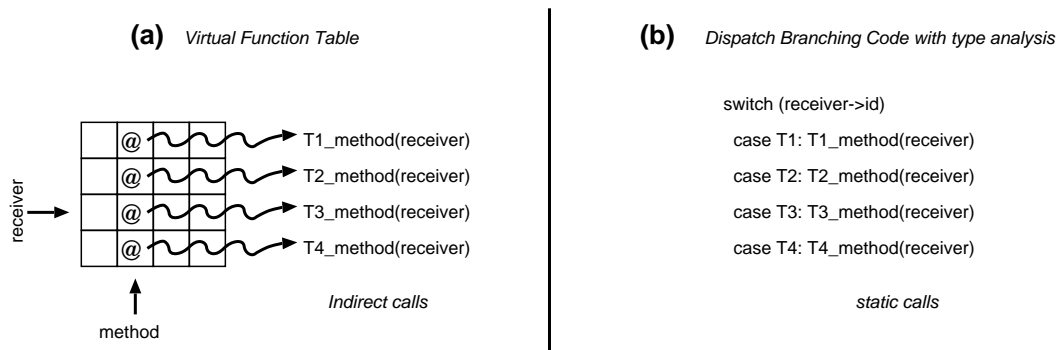 (a) Virtual Function Table
receiver
@ T1_method(receiver)
@ T2_method(receiver)
@ T3_method(receiver)
@ T4_method(receiver)
Indirect calls
method
(b) Dispatch Branching Code with type analysis
switch (receiver->id)
case T1: T1_method(receiver)
case T2: T2_method(receiver)
case T3: T3_method(receiver)
case T4: T4_method(receiver)
static calls